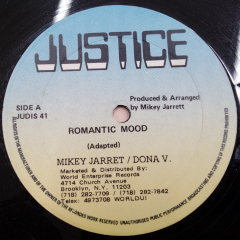 JUSTICE
SIDE A
JUDIS 41
Produced & Arranged
by Mikey Jarrett
ROMANTIC MOOD
(Adapted)
MIKEY JARRET / DONA V.
Marketed & Distributed By:
World Enterprise Records
4714 Church Avenue
Brooklyn, N.Y. 11203
(718) 282-7709 / (718) 282-7842
Telex: 4973708 WORLDUI